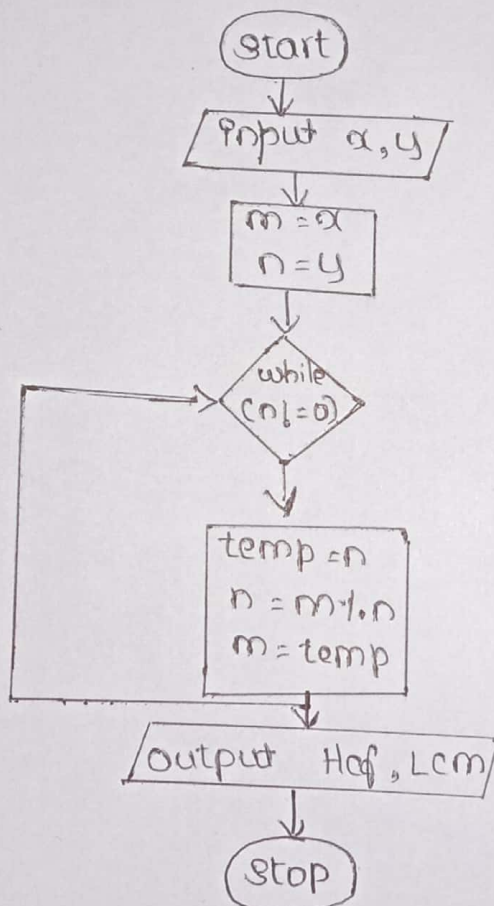 Start
input x, y
m = x
n = y
while
(n!=0)
temp = n
n = m%n
m = temp
output Hcf, Lcm
Stop